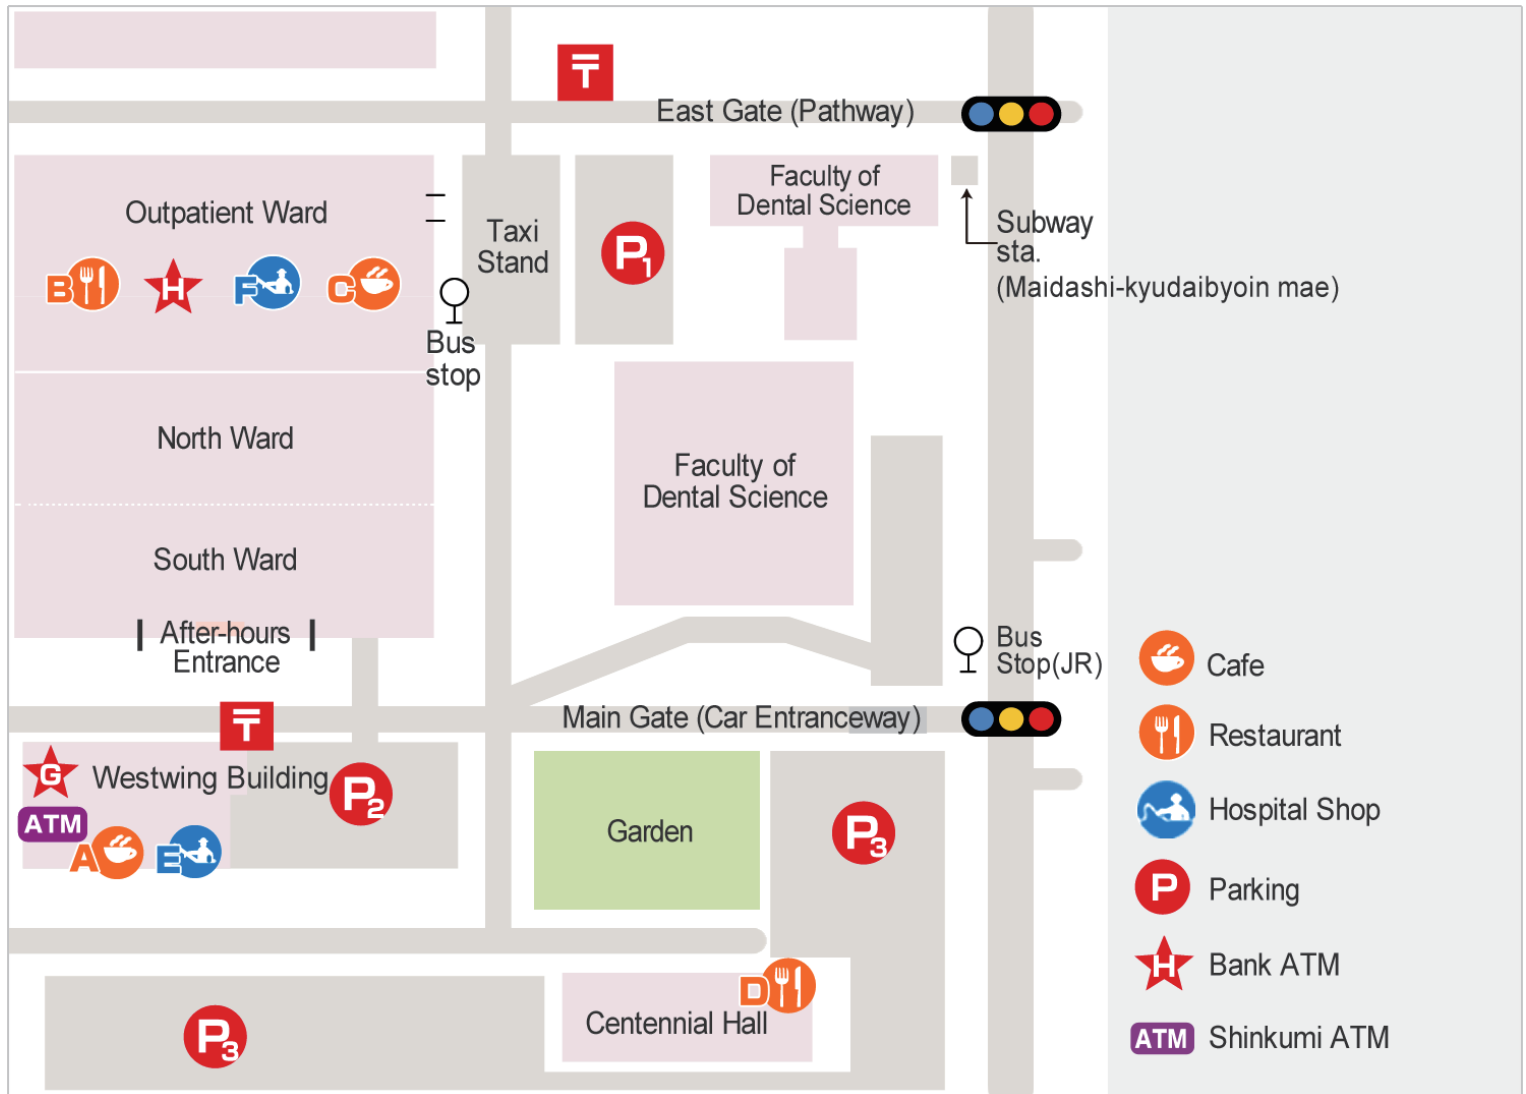 〒
East Gate (Pathway)
Outpatient Ward
B
H
F
C
Taxi
Stand
P1
Faculty of
Dental Science
Subway
sta.
(Maidashi-kyudaibyoin mae)
Bus
stop
North Ward
Faculty of
Dental Science
South Ward
After-hours
Entrance
Bus
Stop(JR)
〒
Main Gate (Car Entranceway)
G
Westwing Building
ATM
A
E
P2
Garden
P3
P3
Centennial Hall
D
Cafe
Restaurant
Hospital Shop
P
Parking
H
Bank ATM
ATM
Shinkumi ATM